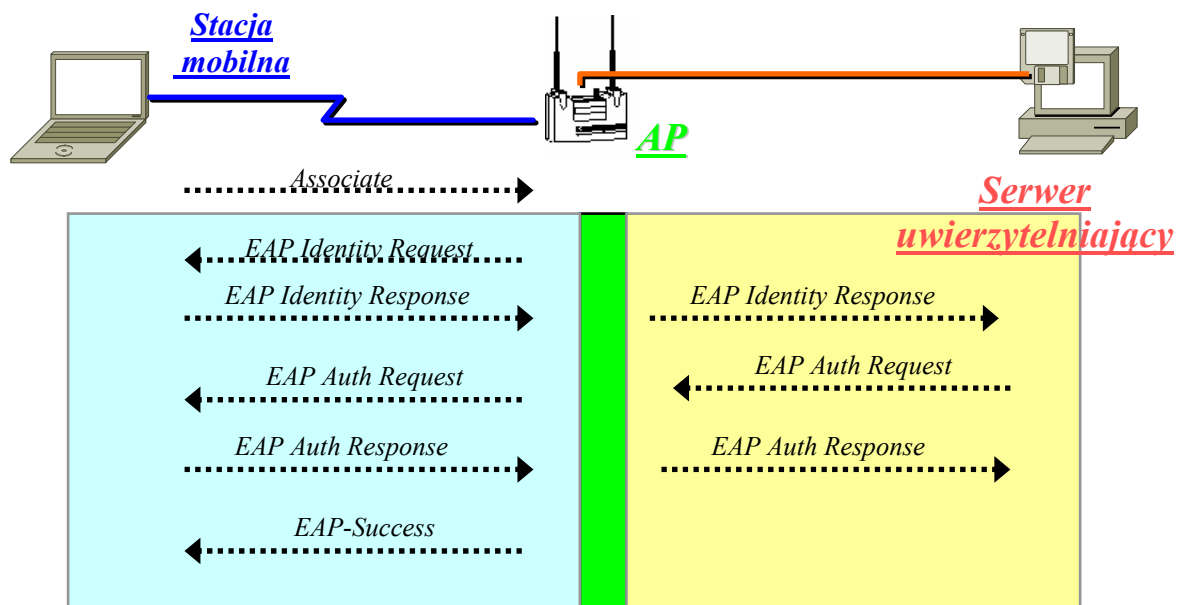 Stacja
mobilna
AP
Associate
Serwer
uwierzytelniający
EAP Identity Request
EAP Identity Response
EAP Identity Response
EAP Auth Request
EAP Auth Request
EAP Auth Response
EAP Auth Response
EAP-Success